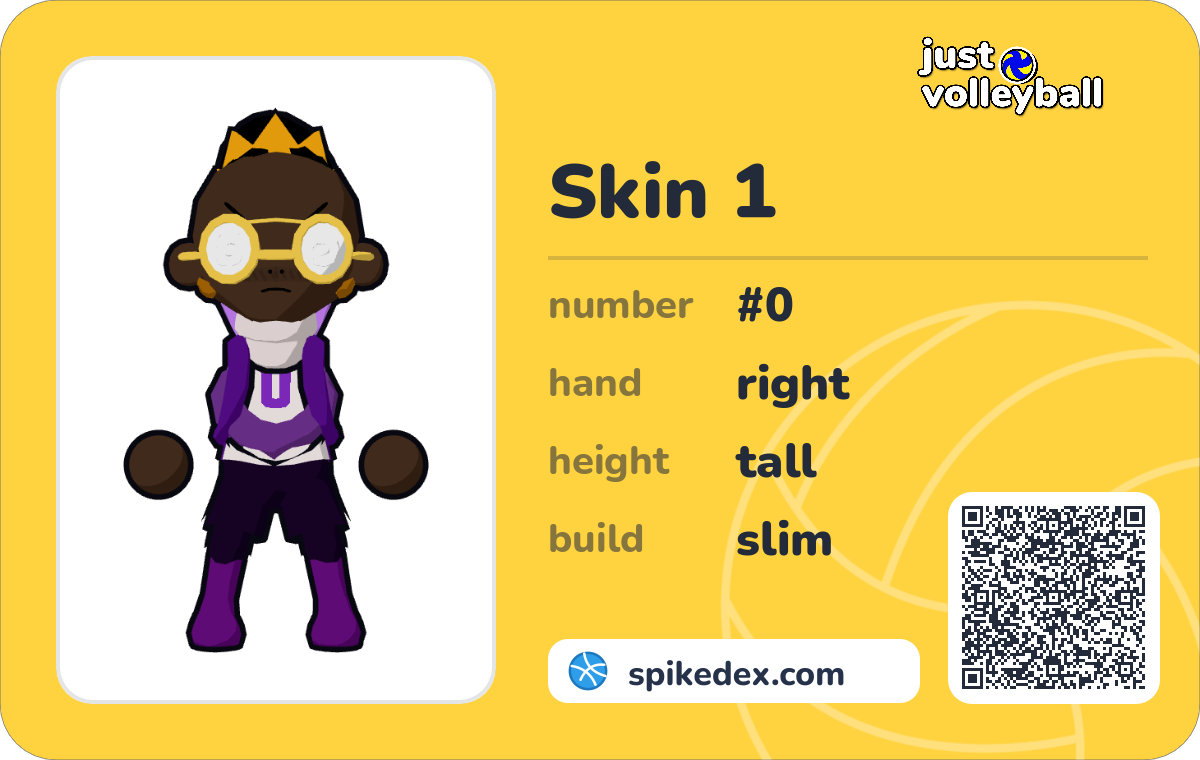 just
volleyball
Skin 1
number #0
hand right
height tall
build slim
spikedex.com
U